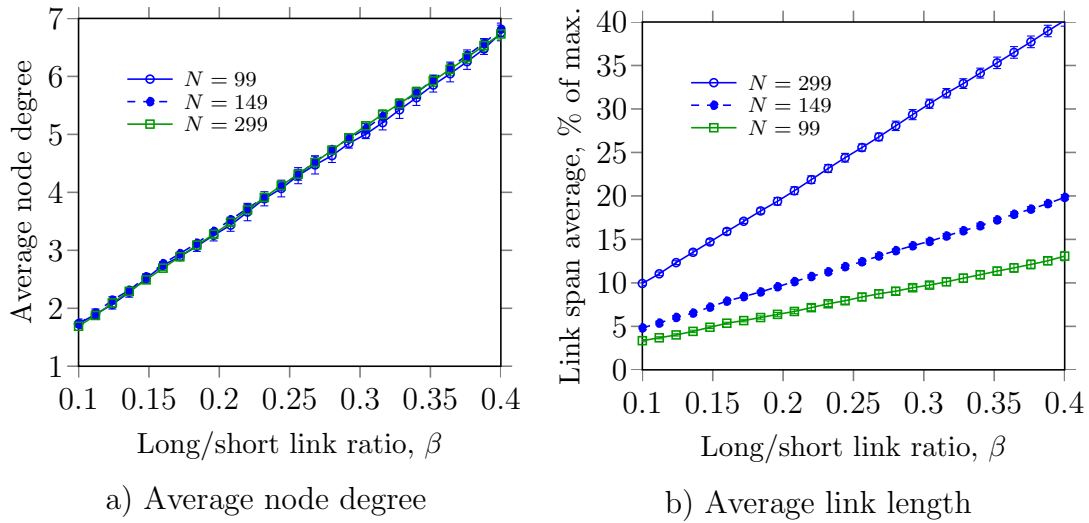 7
6
5
4
3
2
1
0.1 0.15 0.2 0.25 0.3 0.35 0.4
Average node degree
Long/short link ratio, β
N = 99
N = 149
N = 299
a) Average node degree
40
35
30
25
20
15
10
5
0
0.1 0.15 0.2 0.25 0.3 0.35 0.4
Link span average, % of max.
Long/short link ratio, β
N = 299
N = 149
N = 99
b) Average link length